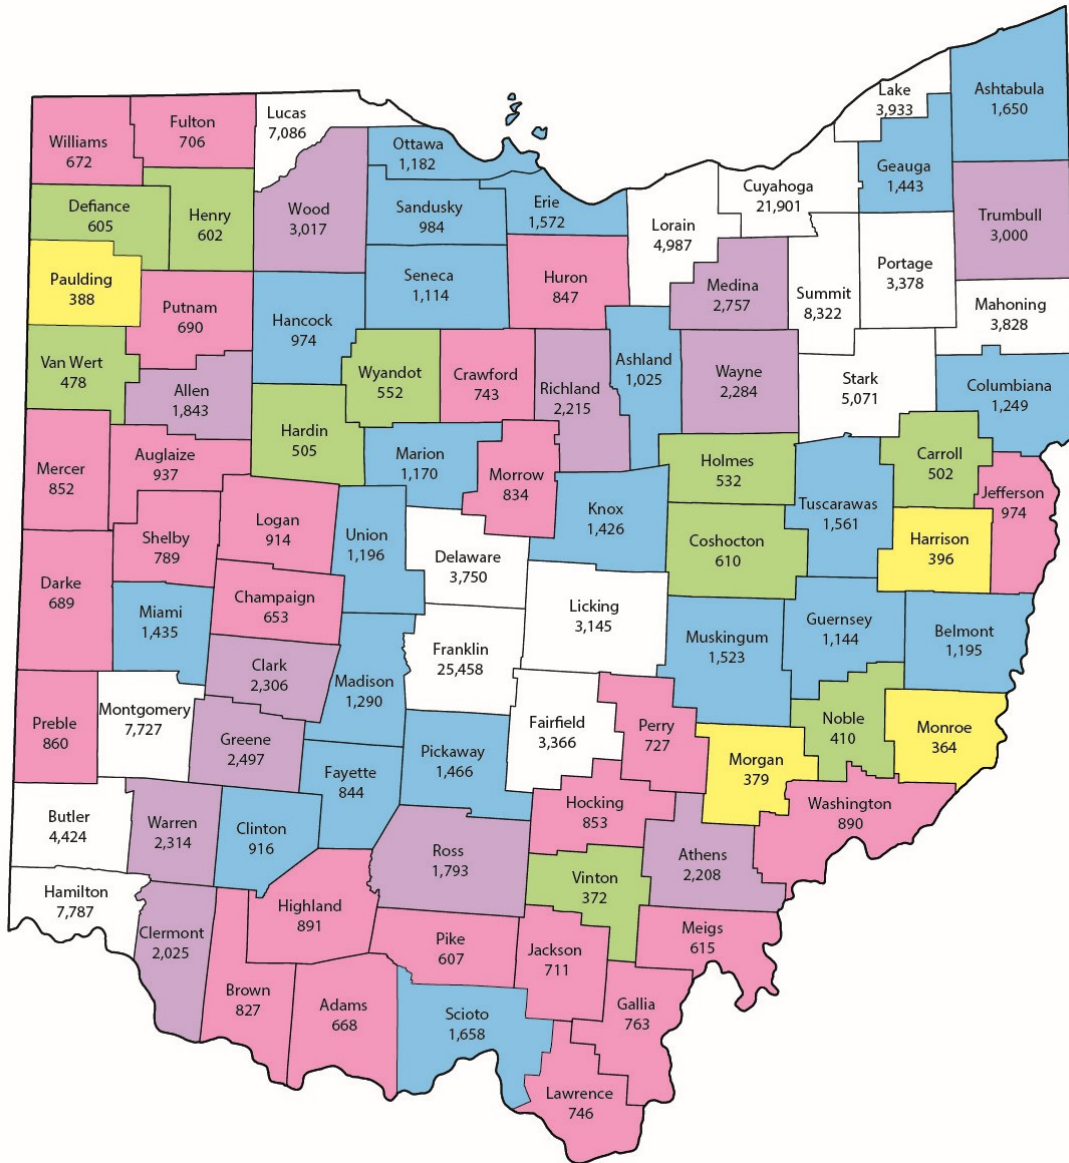 Lake
3,933
Ashtabula
1,650
Lucas
7,086
Fulton
706
Williams
672
Ottawa
1,182
Geauga
1,443
Cuyahoga
21,901
Erie
1,572
Sandusky
984
Wood
3,017
Defiance
605
Henry
602
Lorain
4,987
Trumbull
3,000
Portage
3,378
Paulding
388
Putnam
690
Seneca
1,114
Huron
847
Medina
2,757
Summit
8,322
Mahoning
3,828
Hancock
974
Van Wert
478
Allen
1,843
Wyandot
552
Crawford
743
Richland
2,215
Ashland
1,025
Wayne
2,284
Stark
5,071
Columbiana
1,249
Hardin
505
Mercer
852
Auglaize
937
Marion
1,170
Morrow
834
Holmes
532
Carroll
502
Jefferson
974
Knox
1,426
Tuscarawas
1,561
Logan
914
Union
1,196
Shelby
789
Delaware
3,750
Coshocton
610
Harrison
396
Darke
689
Miami
1,435
Champaign
653
Licking
3,145
Guernsey
1,144
Belmont
1,195
Muskingum
1,523
Franklin
25,458
Clark
2,306
Madison
1,290
Montgomery
7,727
Preble
860
Greene
2,497
Pickaway
1,466
Fairfield
3,366
Perry
727
Noble
410
Monroe
364
Morgan
379
Fayette
844
Hocking
853
Washington
890
Butler
4,424
Warren
2,314
Clinton
916
Ross
1,793
Athens
2,208
Vinton
372
Hamilton
7,787
Highland
891
Clermont
2,025
Pike
607
Jackson
711
Meigs
615
Brown
827
Adams
668
Scioto
1,658
Gallia
763
Lawrence
746